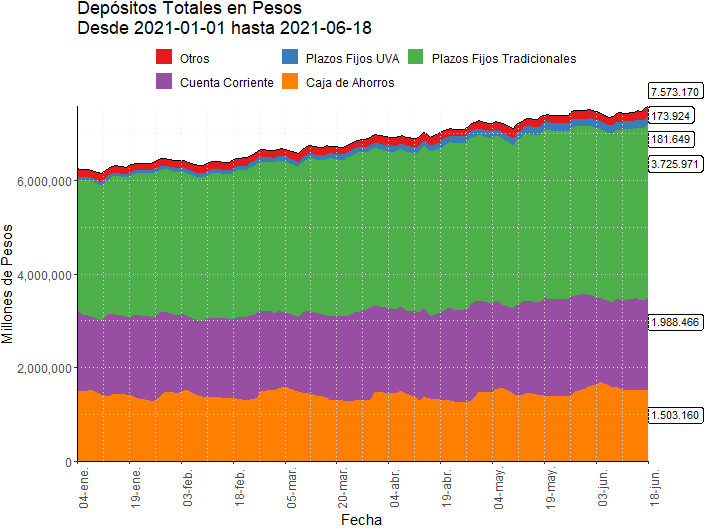 Depósitos Totales en Pesos
Desde 2021-01-01 hasta 2021-06-18
Otros
Plazos Fijos UVA
Plazos Fijos Tradicionales
Cuenta Corriente
Caja de Ahorros
7.573.170
173.924
181.649
3.725.971
1.988.466
1.503.160
Millones de Pesos
6,000,000
4,000,000
2,000,000
0
04-ene.
19-ene.
03-feb.
18-feb.
05-mar.
20-mar.
04-abr.
19-abr.
04-may.
19-may.
03-jun.
18-jun.
Fecha